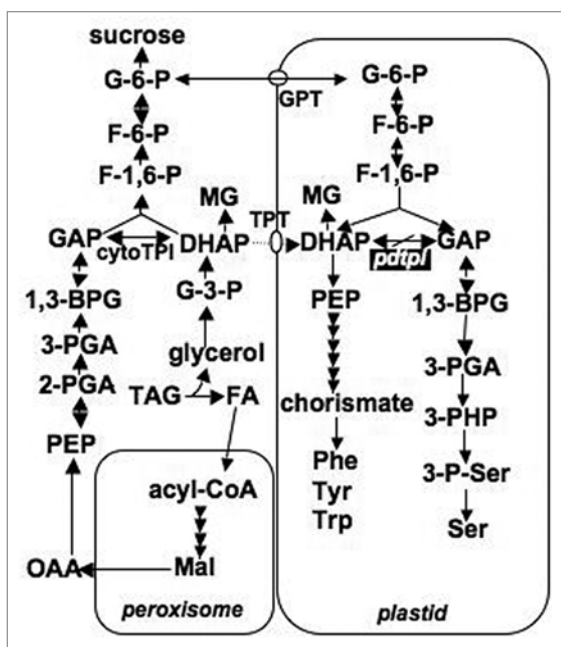 sucrose
G-6-P
F-6-P
F-1,6-P
MG
GAP
cytoTPI
DHAP
1,3-BPG
G-3-P
3-PGA
glycerol
2-PGA
TAG
FA
PEP
acyl-CoA
OAA
Mal
peroxisome
GPT
TPT
G-6-P
F-6-P
F-1,6-P
MG
DHAP
pdtpI
GAP
PEP
1,3-BPG
3-PGA
chorismate
3-PHP
Phe
Tyr
Trp
3-P-Ser
Ser
plastid